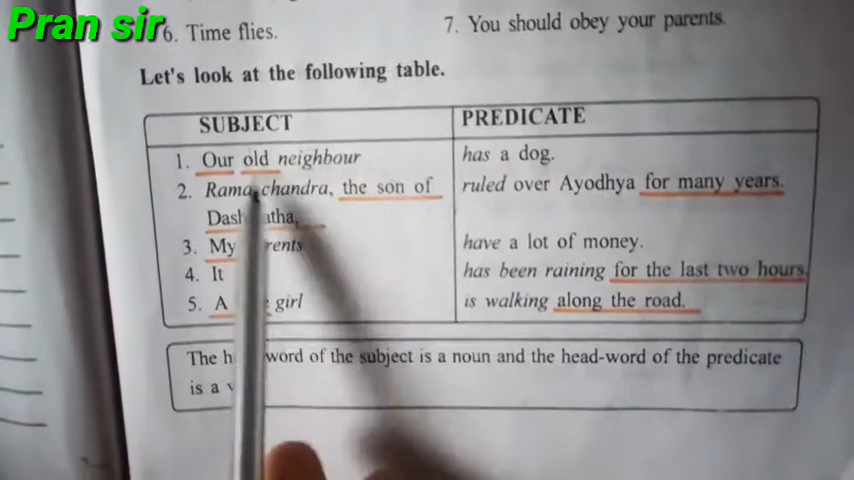 Pran sir
6. Time flies.
7. You should obey your parents.
Let's look at the following table.
SUBJECT PREDICATE
1. Our old neighbour has a dog.
2. Rama chandra, the son of ruled over Ayodhya for many years.
3. My have a lot of money.
4. It has been raining for the last two hours
5. A girl is walking along the road.
The word of the subject is a noun and the head-word of the predicate
is a